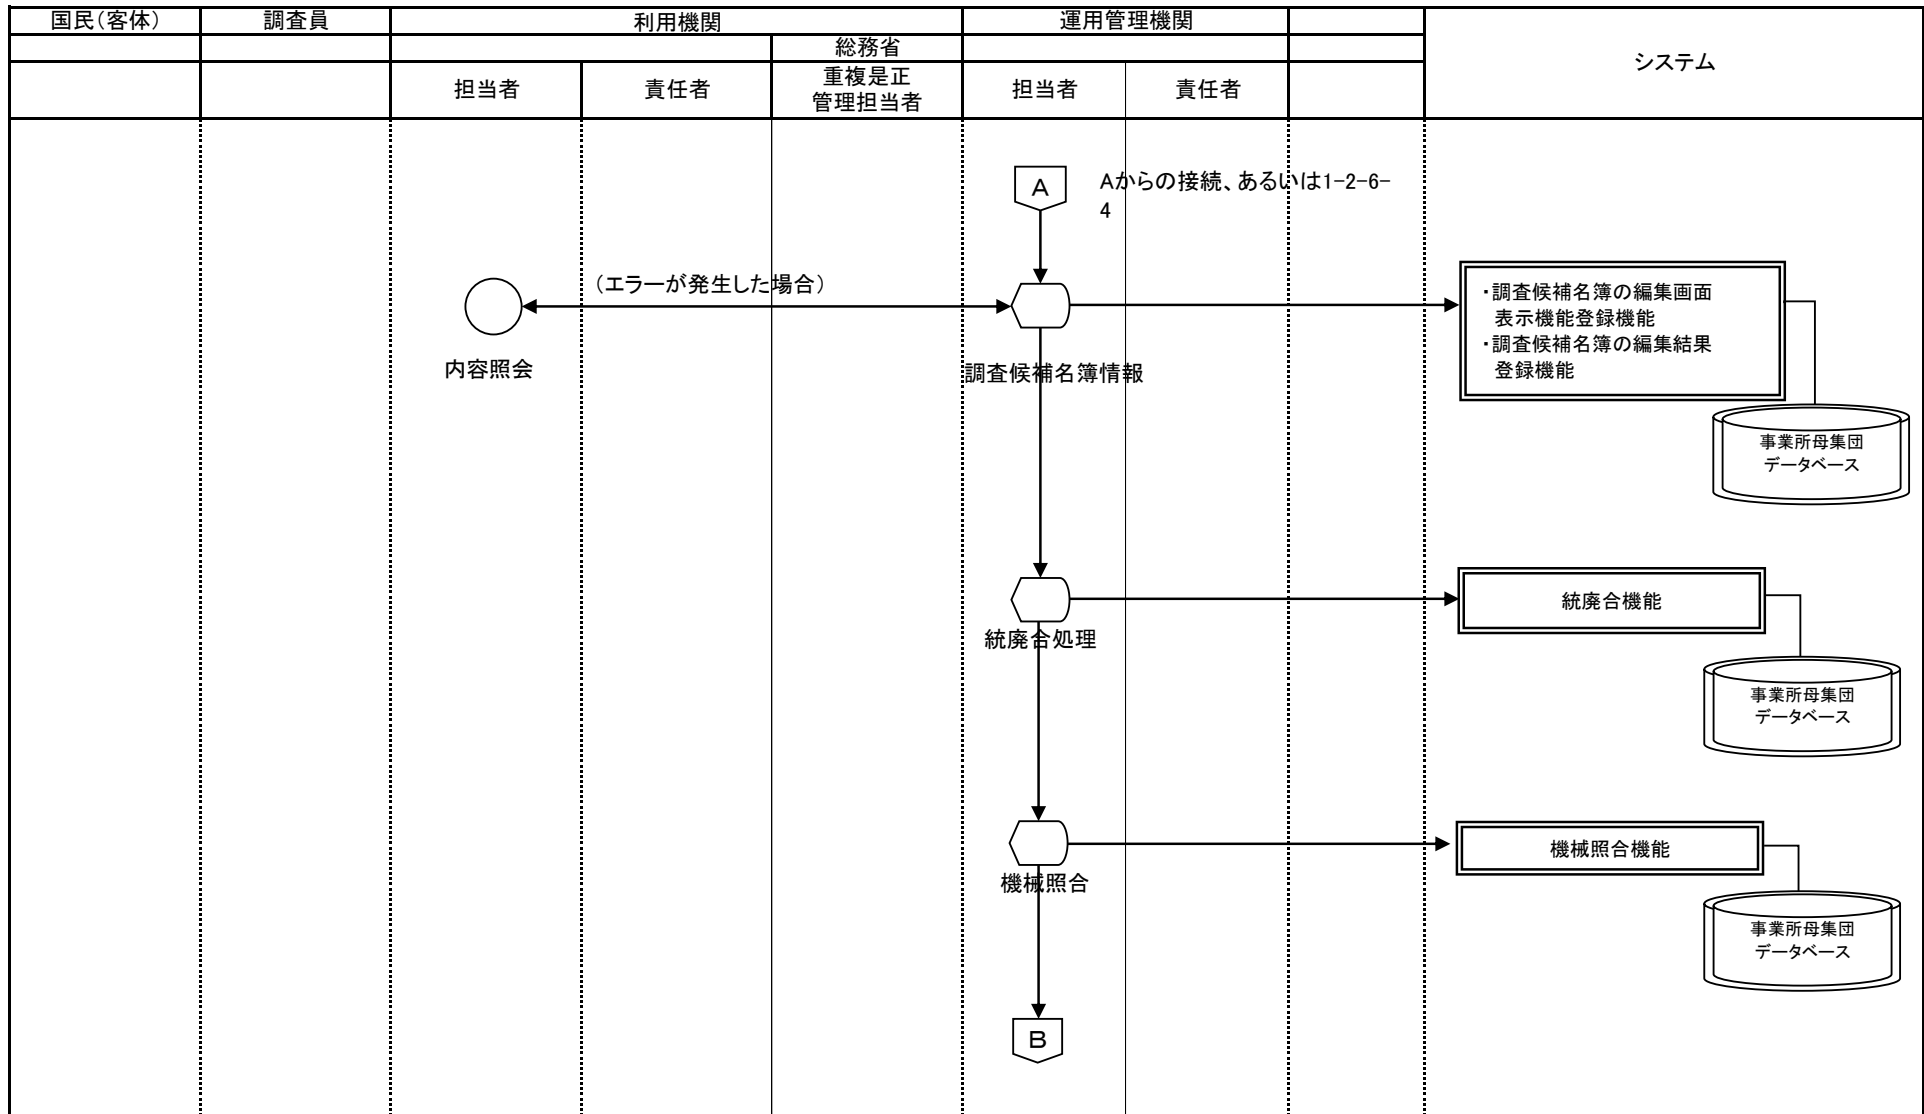 国民（客体）
調査員
利用機関
運用管理機関
システム
総務省
担当者
責任者
重複是正
管理担当者
担当者
責任者
A
Aからの接続、あるいは1-2-6-
4
（エラーが発生した場合）
内容照会
調査候補名簿情報
・調査候補名簿の編集画面
表示機能登録機能
・調査候補名簿の編集結果
登録機能
事業所母集団
データベース
統廃合処理
統廃合機能
事業所母集団
データベース
機械照合
機械照合機能
事業所母集団
データベース
B